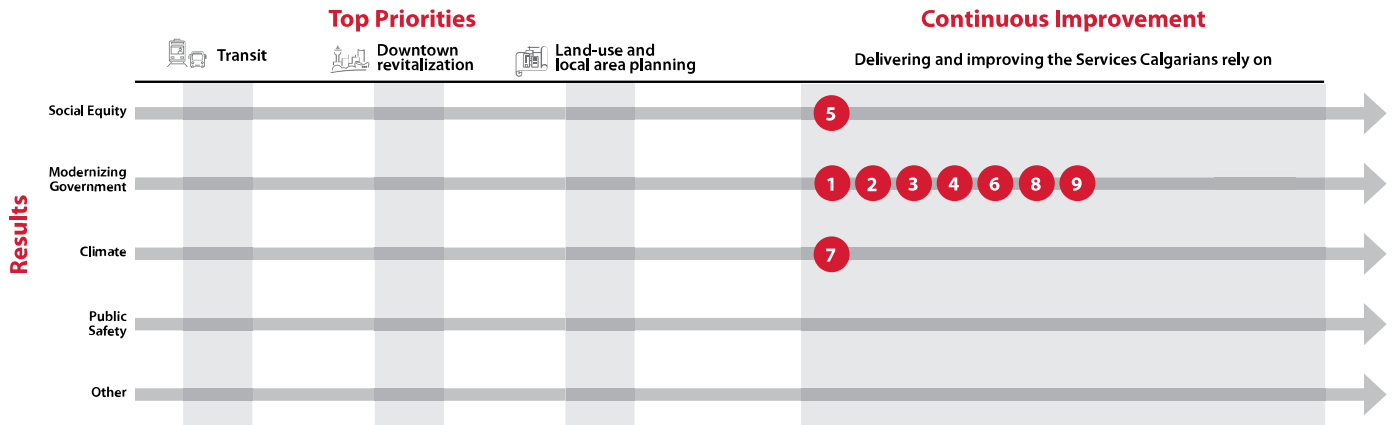 Top Priorities
Continuous Improvement
Transit
Downtown
revitalization
Land-use and
local area planning
Delivering and improving the Services Calgarians rely on
Results
Social Equity
5
Modernizing
Government
1 2 3 4 6 8 9
Climate
7
Public
Safety
Other